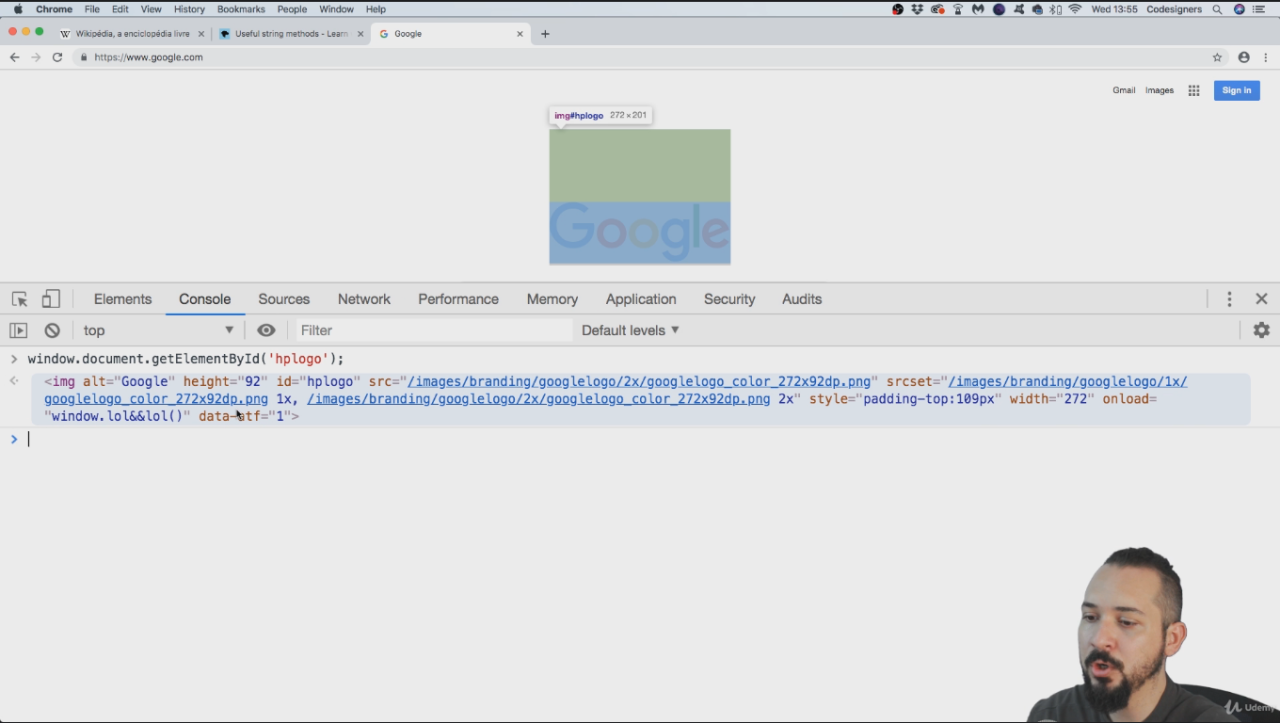 Chrome File Edit View History Bookmarks People Window Help Wed 13:55 Codesigners
Wikipédia, a enciclopédia livre Useful string methods - Learn Google
https://www.google.com
Gmail Images Sign in
img#hplogo 272 × 201
Google
Elements Console Sources Network Performance Memory Application Security Audits
top Filter Default levels
window.document.getElementById('hplogo');
<img alt="Google" height="92" id="hplogo" src="/images/branding/googlelogo/2x/googlelogo_color_272x92dp.png" srcset="/images/branding/googlelogo/1x/
googlelogo_color_272x92dp.png 1x, /images/branding/googlelogo/2x/googlelogo_color_272x92dp.png 2x" style="padding-top:109px" width="272" onload=
"window.lol&&lol()" data-atf="1">
Udemy